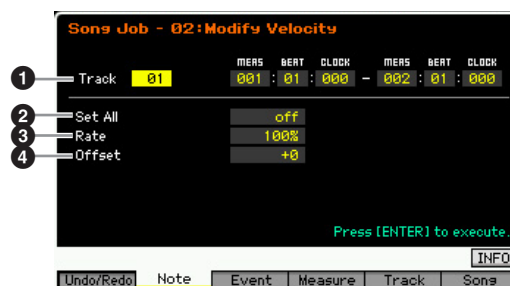 Song Job - 02:Modify Velocity
MEAS BEAT CLOCK MEAS BEAT CLOCK
1 Track 01 001 : 01 : 000 - 002 : 01 : 000
2 Set All off
3 Rate 100%
4 Offset +0
Press [ENTER] to execute.
INFO
Undo/Redo Note Event Measure Track Song